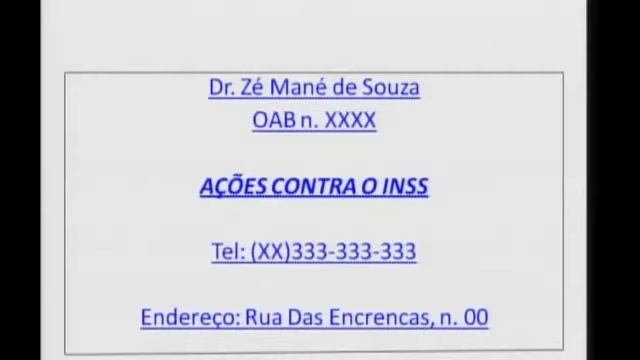 Dr. Zé Mané de Souza
OAB n. XXXX
AÇÕES CONTRA O INSS
Tel: (XX)333-333-333
Endereço: Rua Das Encrencas, n. 00